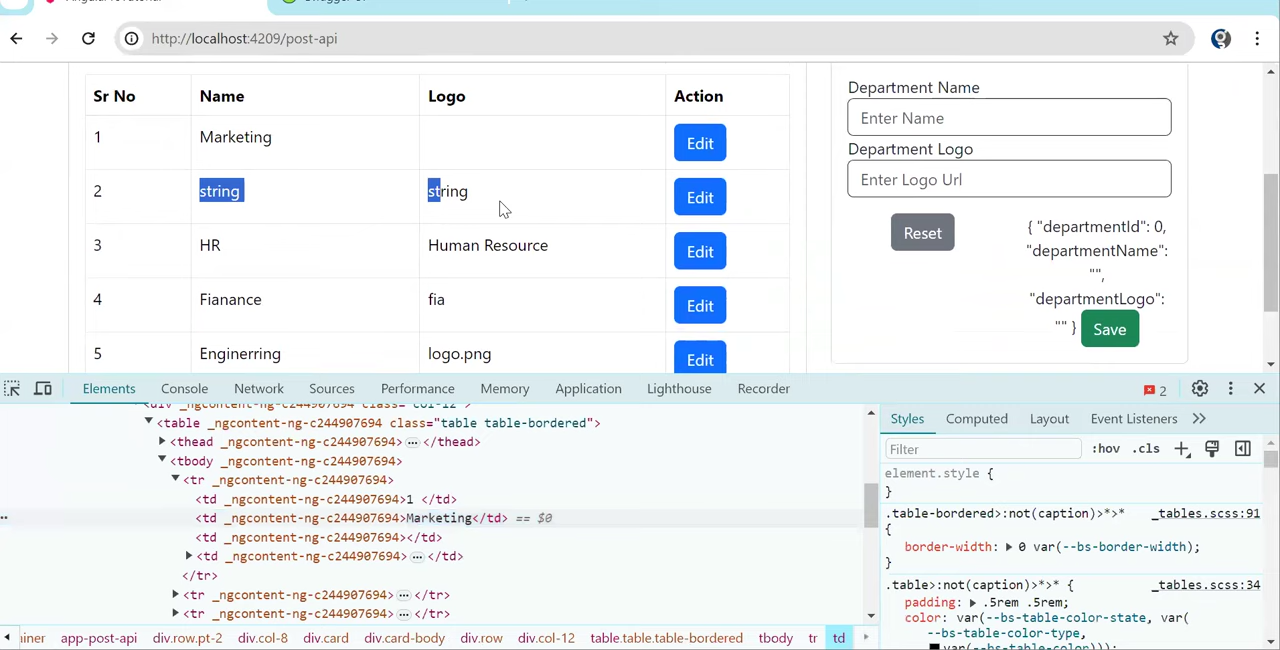 http://localhost:4209/post-api
Sr No Name Logo Action
1 Marketing Edit
2 string string Edit
3 HR Human Resource Edit
4 Fianance fia Edit
5 Enginerring logo.png Edit
Department Name
Enter Name
Department Logo
Enter Logo Url
Reset
{ "departmentId": 0,
"departmentName":
"",
"departmentLogo":
"" } Save
Elements Console Network Sources Performance Memory Application Lighthouse Recorder 2
<table _ngcontent-ng-c244907694 class="table table-bordered">
<thead _ngcontent-ng-c244907694> … </thead>
<tbody _ngcontent-ng-c244907694>
<tr _ngcontent-ng-c244907694>
<td _ngcontent-ng-c244907694>1 </td>
<td _ngcontent-ng-c244907694>Marketing</td> == $0
<td _ngcontent-ng-c244907694></td>
<td _ngcontent-ng-c244907694> … </td>
</tr>
<tr _ngcontent-ng-c244907694> … </tr>
<tr _ngcontent-ng-c244907694> … </tr>
iner app-post-api div.row.pt-2 div.col-8 div.card div.card-body div.row div.col-12 table.table.table-bordered tbody tr td
Styles Computed Layout Event Listeners
Filter :hov .cls
element.style {
}
.table-bordered>:not(caption)>*>* _tables.scss:91
{
border-width: 0 var(--bs-border-width);
}
.table>:not(caption)>*>* { _tables.scss:34
padding: .5rem .5rem;
color: var(--bs-table-color-state, var(
--bs-table-color-type,
var(--bs-table-color)));